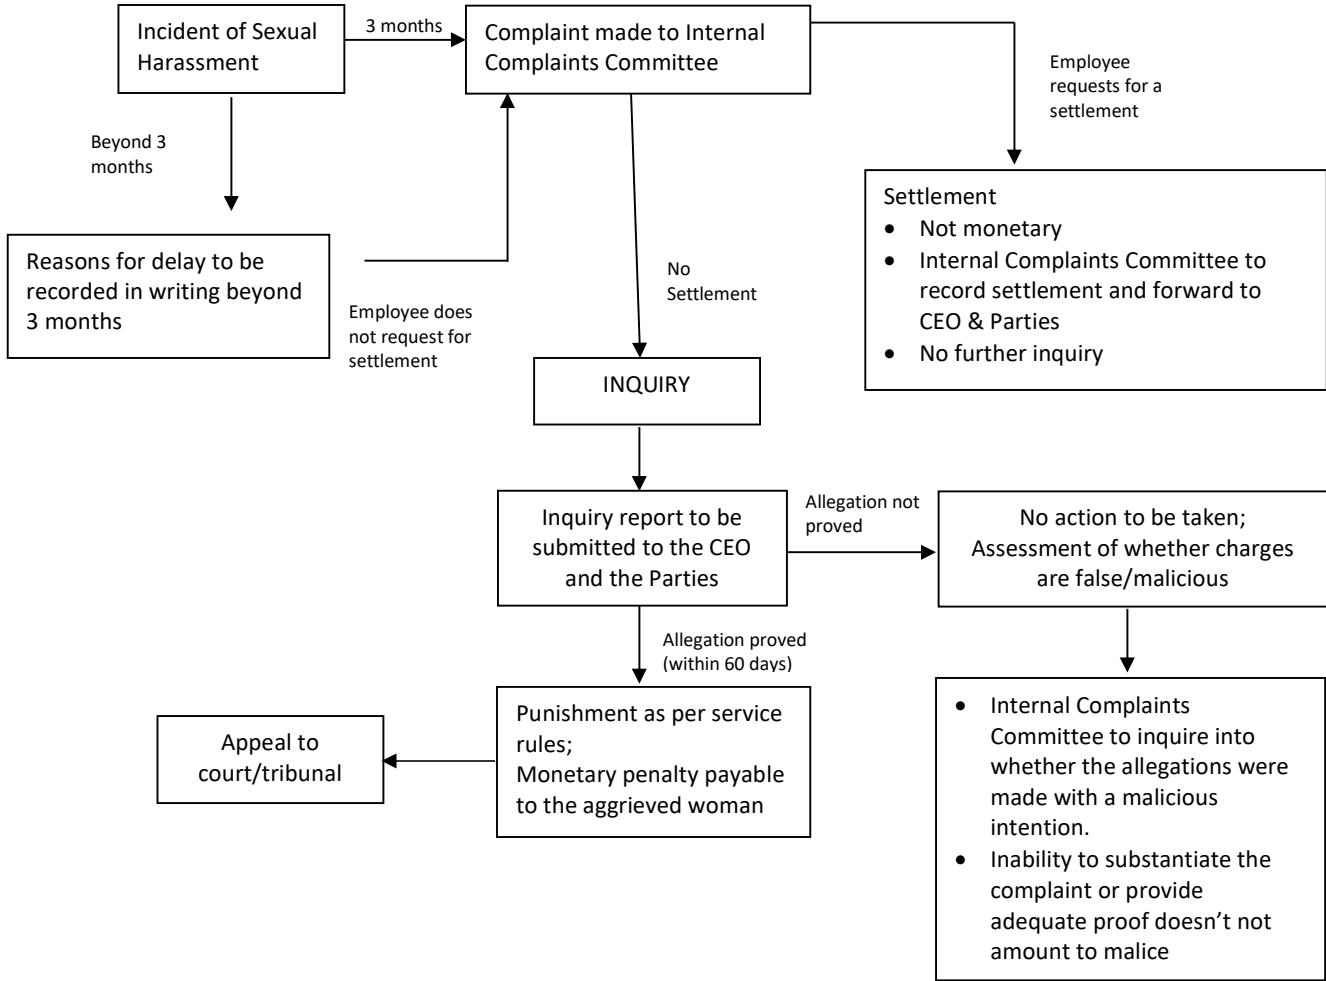 Incident of Sexual
Harassment
3 months
Complaint made to Internal
Complaints Committee
Employee
requests for a
settlement
Beyond 3
months
Settlement
• Not monetary
• Internal Complaints Committee to
record settlement and forward to
CEO & Parties
• No further inquiry
Reasons for delay to be
recorded in writing beyond
3 months
Employee does
not request for
settlement
No
Settlement
INQUIRY
Inquiry report to be
submitted to the CEO
and the Parties
Allegation not
proved
No action to be taken;
Assessment of whether charges
are false/malicious
Allegation proved
(within 60 days)
Punishment as per service
rules;
Monetary penalty payable
to the aggrieved woman
Appeal to
court/tribunal
• Internal Complaints
Committee to inquire into
whether the allegations were
made with a malicious
intention.
• Inability to substantiate the
complaint or provide
adequate proof doesn’t not
amount to malice